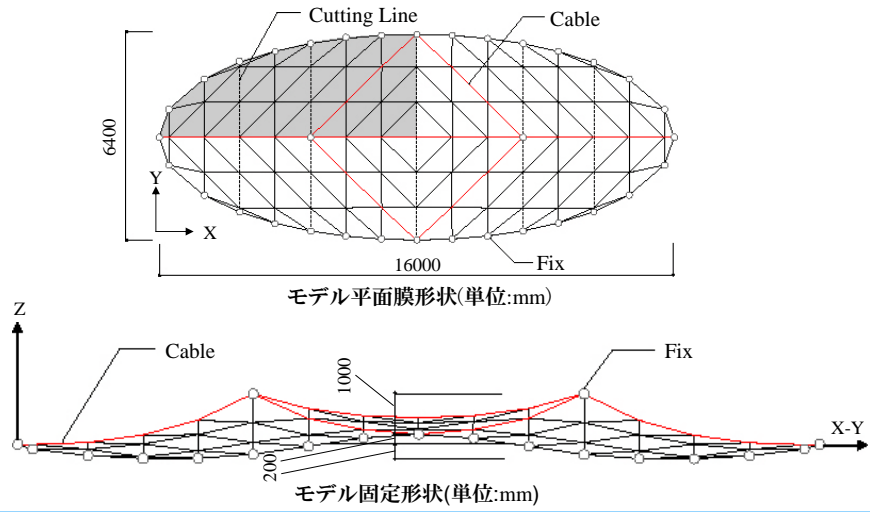 Cutting Line
Cable
6400
Y
X
16000
Fix
モデル平面膜形状(単位:mm)
Z
Cable
1000
Fix
X-Y
200
モデル固定形状(単位:mm)